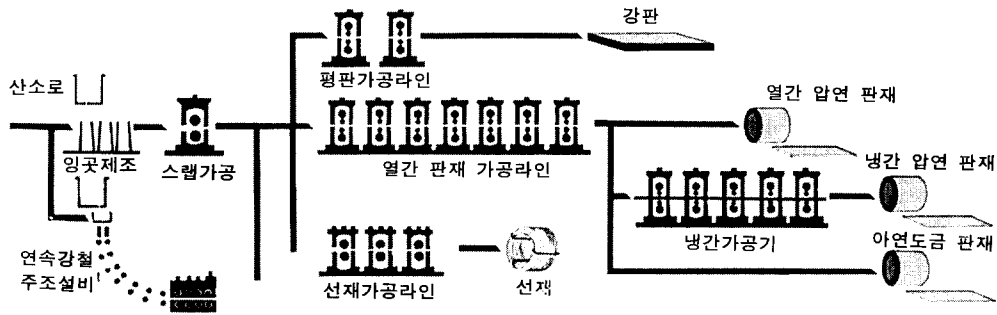 강판
평판가공라인
산소로
잉곳제조
스랩가공
열간 판재 가공라인
열간 압연 판재
냉간 압연 판재
냉간가공기
아연도금 판재
연속강철
주조설비
선재가공라인
선재